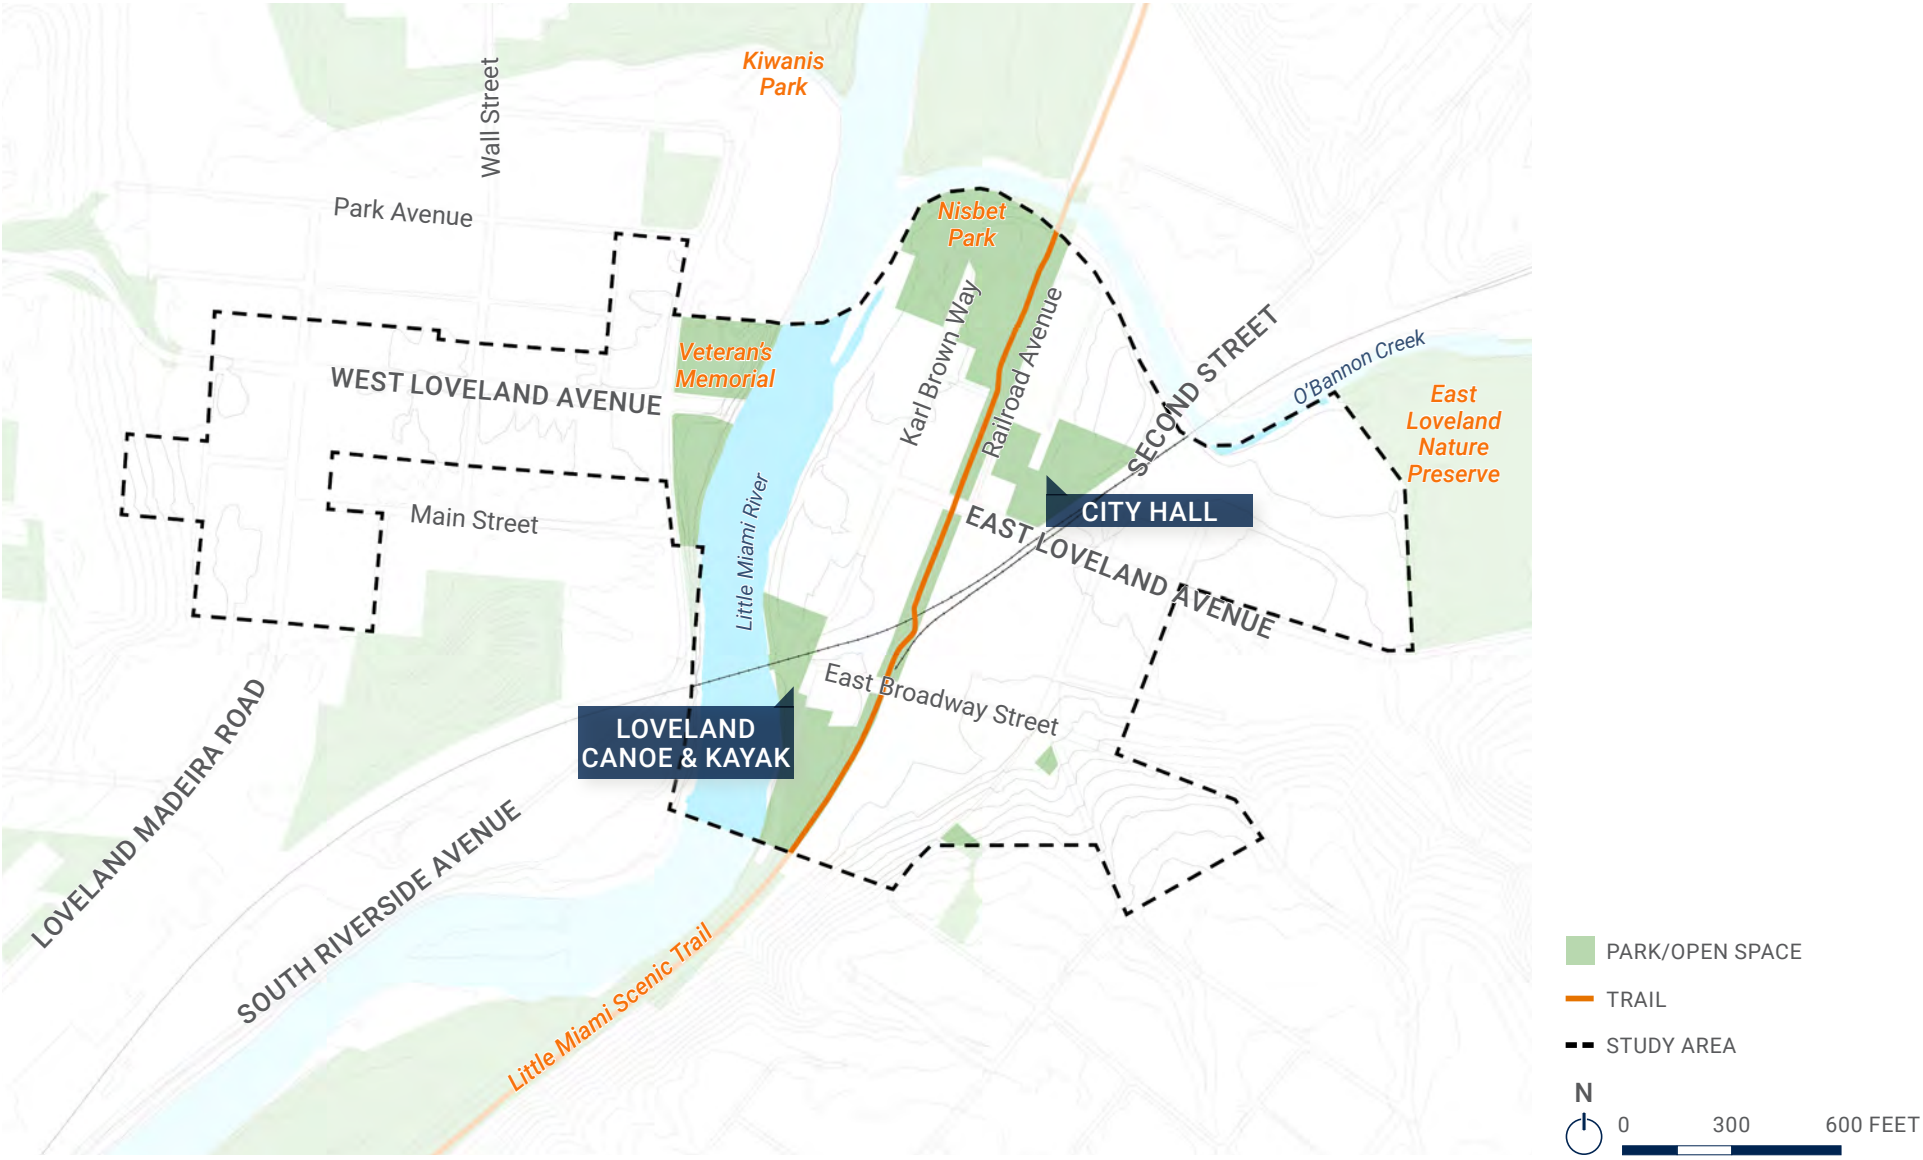 Kiwanis
Park
Wall Street
Park Avenue
Nisbet
Park
Karl Brown Way
Railroad Avenue
SECOND STREET
O'Bannon Creek
Veteran's
Memorial
WEST LOVELAND AVENUE
East
Loveland
Nature
Preserve
Main Street
Little Miami River
CITY HALL
EAST LOVELAND AVENUE
East Broadway Street
LOVELAND
CANOE & KAYAK
LOVELAND MADEIRA ROAD
SOUTH RIVERSIDE AVENUE
Little Miami Scenic Trail
PARK/OPEN SPACE
TRAIL
STUDY AREA
N
0 300 600 FEET